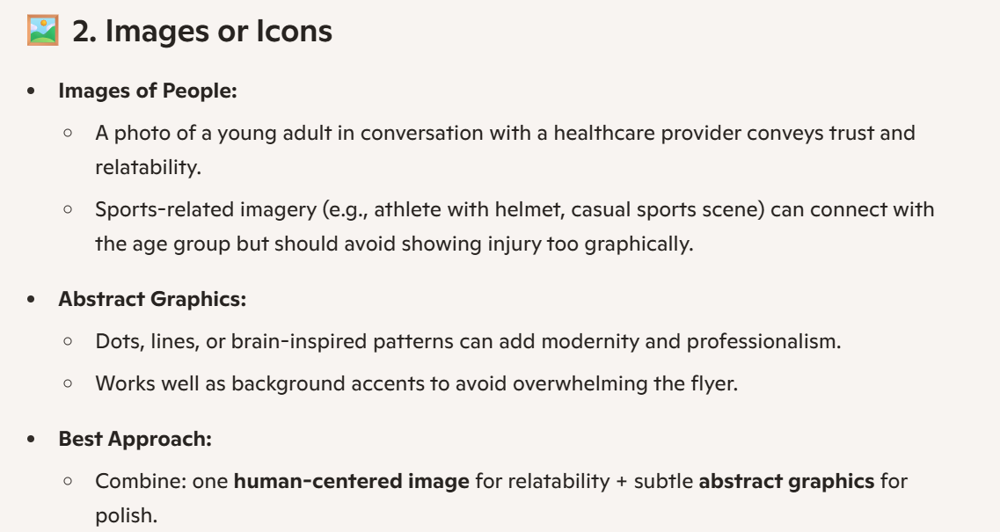 2. Images or Icons
Images of People:
A photo of a young adult in conversation with a healthcare provider conveys trust and
relatability.
Sports-related imagery (e.g., athlete with helmet, casual sports scene) can connect with
the age group but should avoid showing injury too graphically.
Abstract Graphics:
Dots, lines, or brain-inspired patterns can add modernity and professionalism.
Works well as background accents to avoid overwhelming the flyer.
Best Approach:
Combine: one human-centered image for relatability + subtle abstract graphics for
polish.